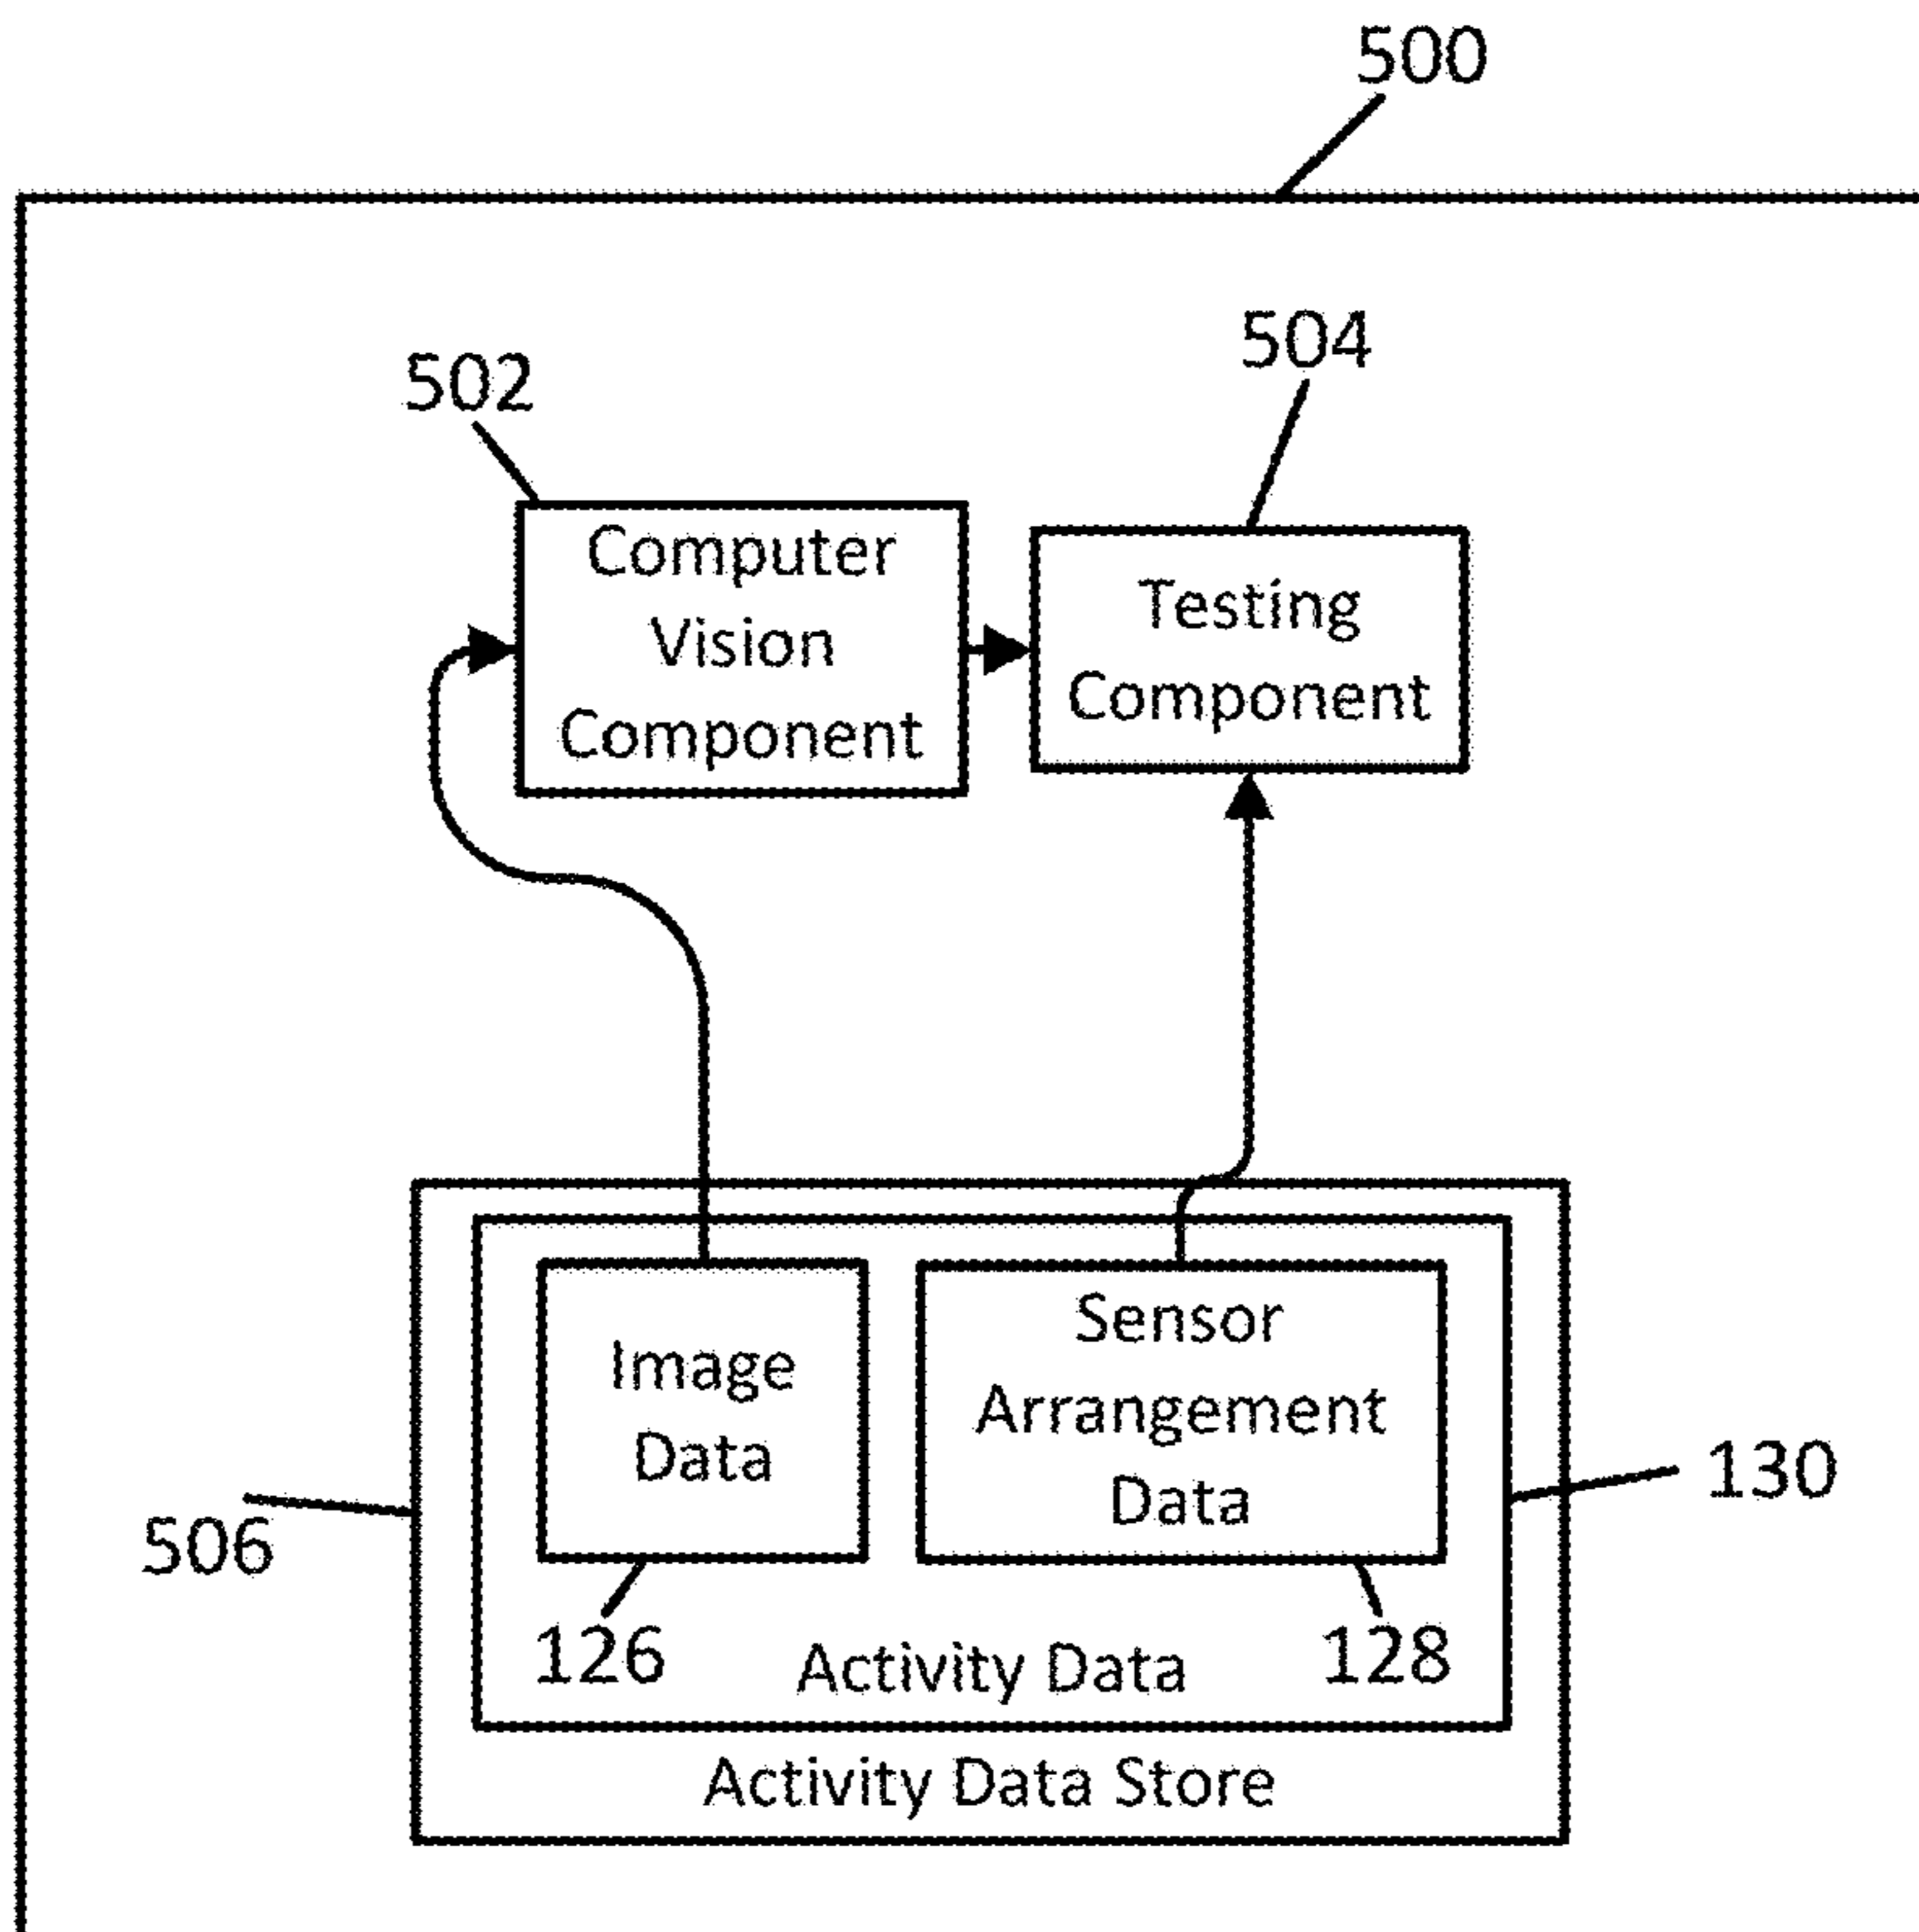 500
504
502
Computer
Vision
Component
Testing
Component
Image
Data
Sensor
Arrangement
Data
130
506
126
128
Activity Data
Activity Data Store